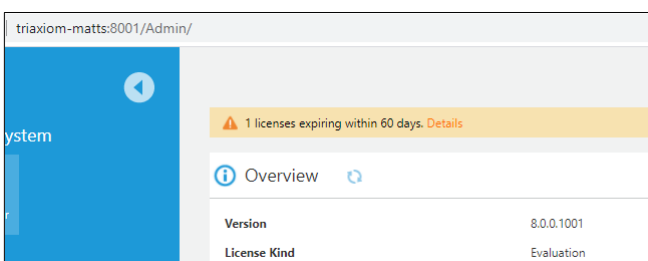 triaxiom-matts:8001/Admin/
1 licenses expiring within 60 days. Details
ystem
Overview
r
Version 8.0.0.1001
License Kind Evaluation